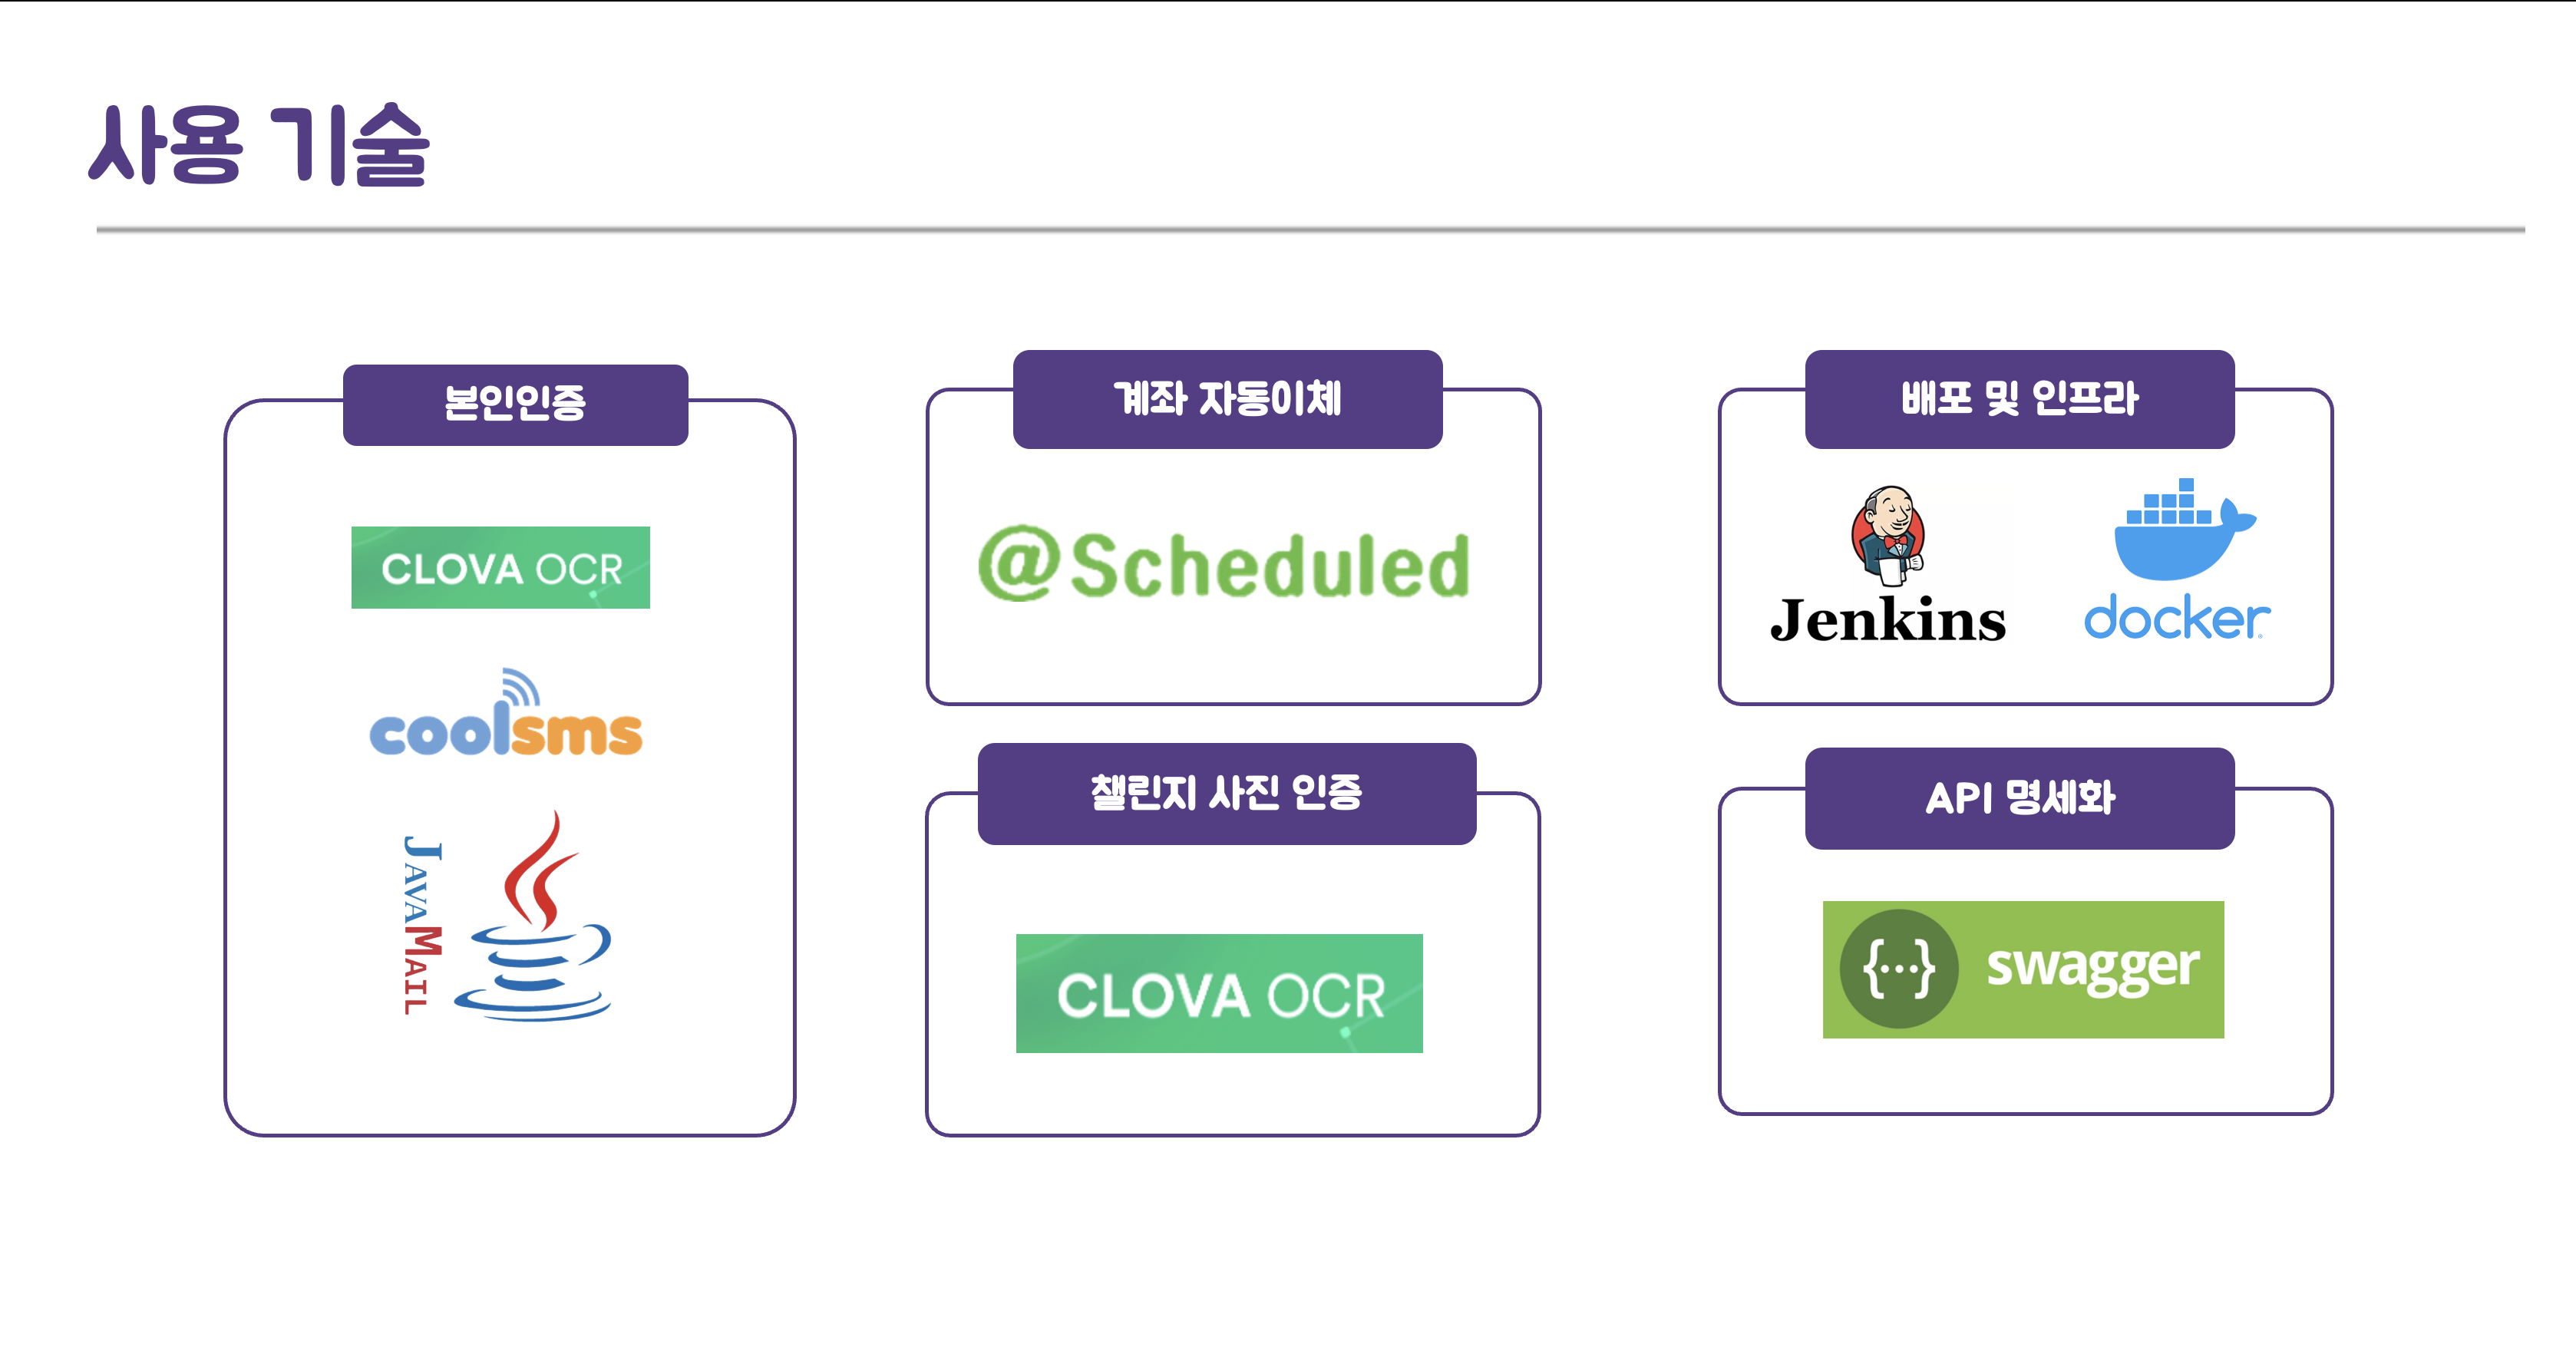 사용 기술
본인인증
CLOVA OCR
coolsms
JAVAMAIL
계좌 자동이체
@Scheduled
챌린지 사진 인증
CLOVA OCR
배포 및 인프라
Jenkins
docker
API 명세화
{...} swagger